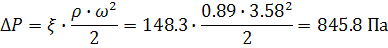 ΔP = ξ · ρ · ω² / 2 = 148.3 · 0.89 · 3.58² / 2 = 845.8 Па